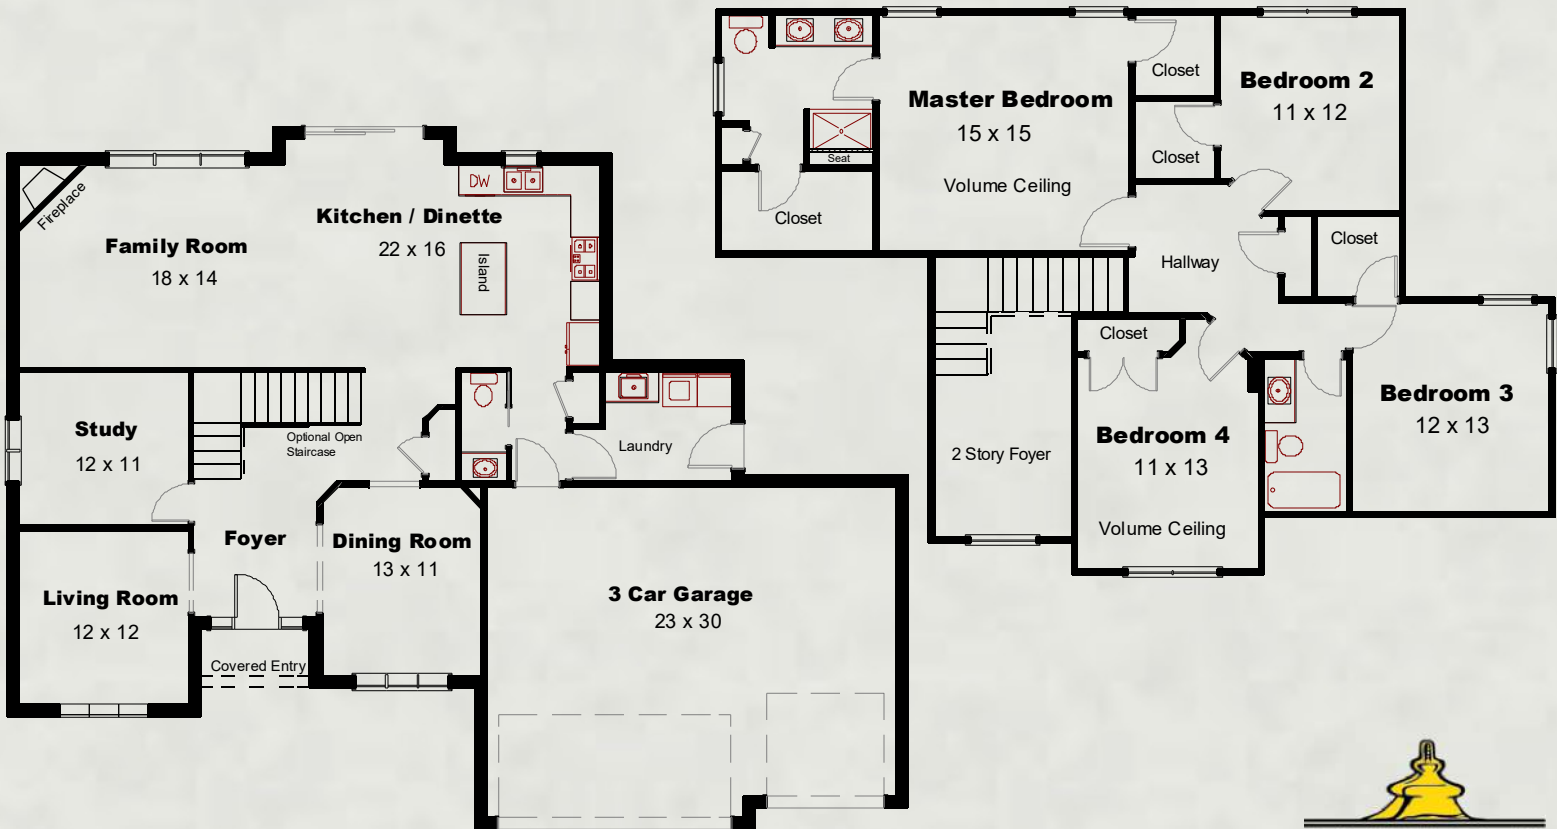 Fireplace
Family Room
18 x 14
Kitchen / Dinette
22 x 16
DW
Island
Study
12 x 11
Optional Open
Staircase
Laundry
Foyer
Dining Room
13 x 11
Living Room
12 x 12
Covered Entry
3 Car Garage
23 x 30
Master Bedroom
15 x 15
Volume Ceiling
Seat
Closet
Closet
Closet
Bedroom 2
11 x 12
Closet
Hallway
Closet
2 Story Foyer
Bedroom 4
11 x 13
Volume Ceiling
Bedroom 3
12 x 13